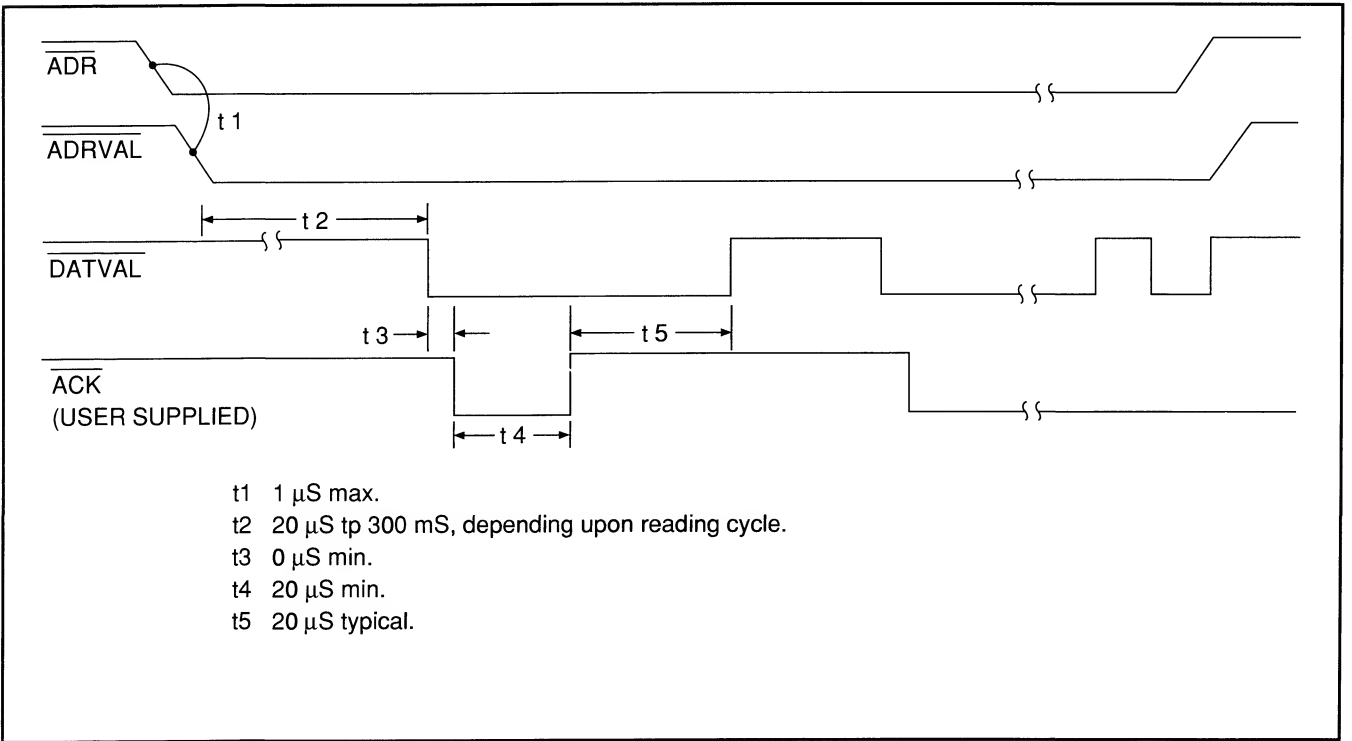 ADR
t 1
ADRVAL
t 2
DATVAL
t 3
t 5
ACK
(USER SUPPLIED)
t 4
t1 1 μS max.
t2 20 μS tp 300 mS, depending upon reading cycle.
t3 0 μS min.
t4 20 μS min.
t5 20 μS typical.